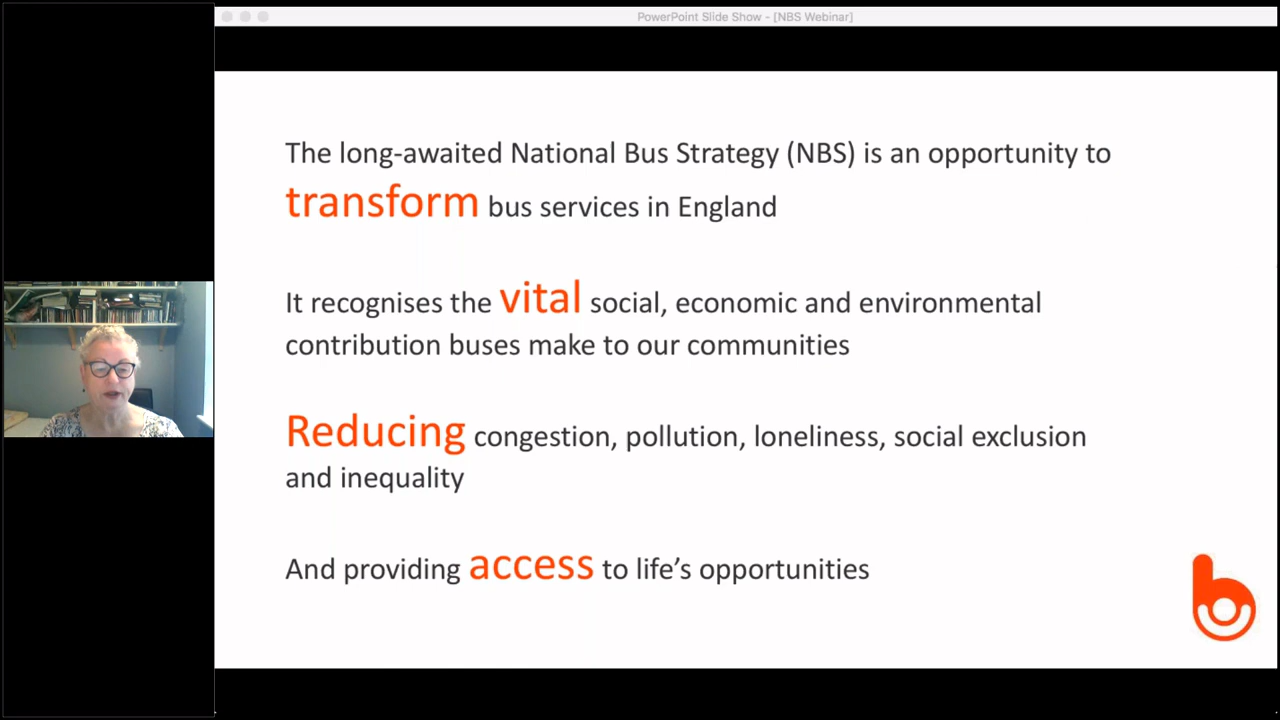 PowerPoint Slide Show - [NBS Webinar]
The long-awaited National Bus Strategy (NBS) is an opportunity to
transform bus services in England
It recognises the vital social, economic and environmental
contribution buses make to our communities
Reducing congestion, pollution, loneliness, social exclusion
and inequality
And providing access to life’s opportunities